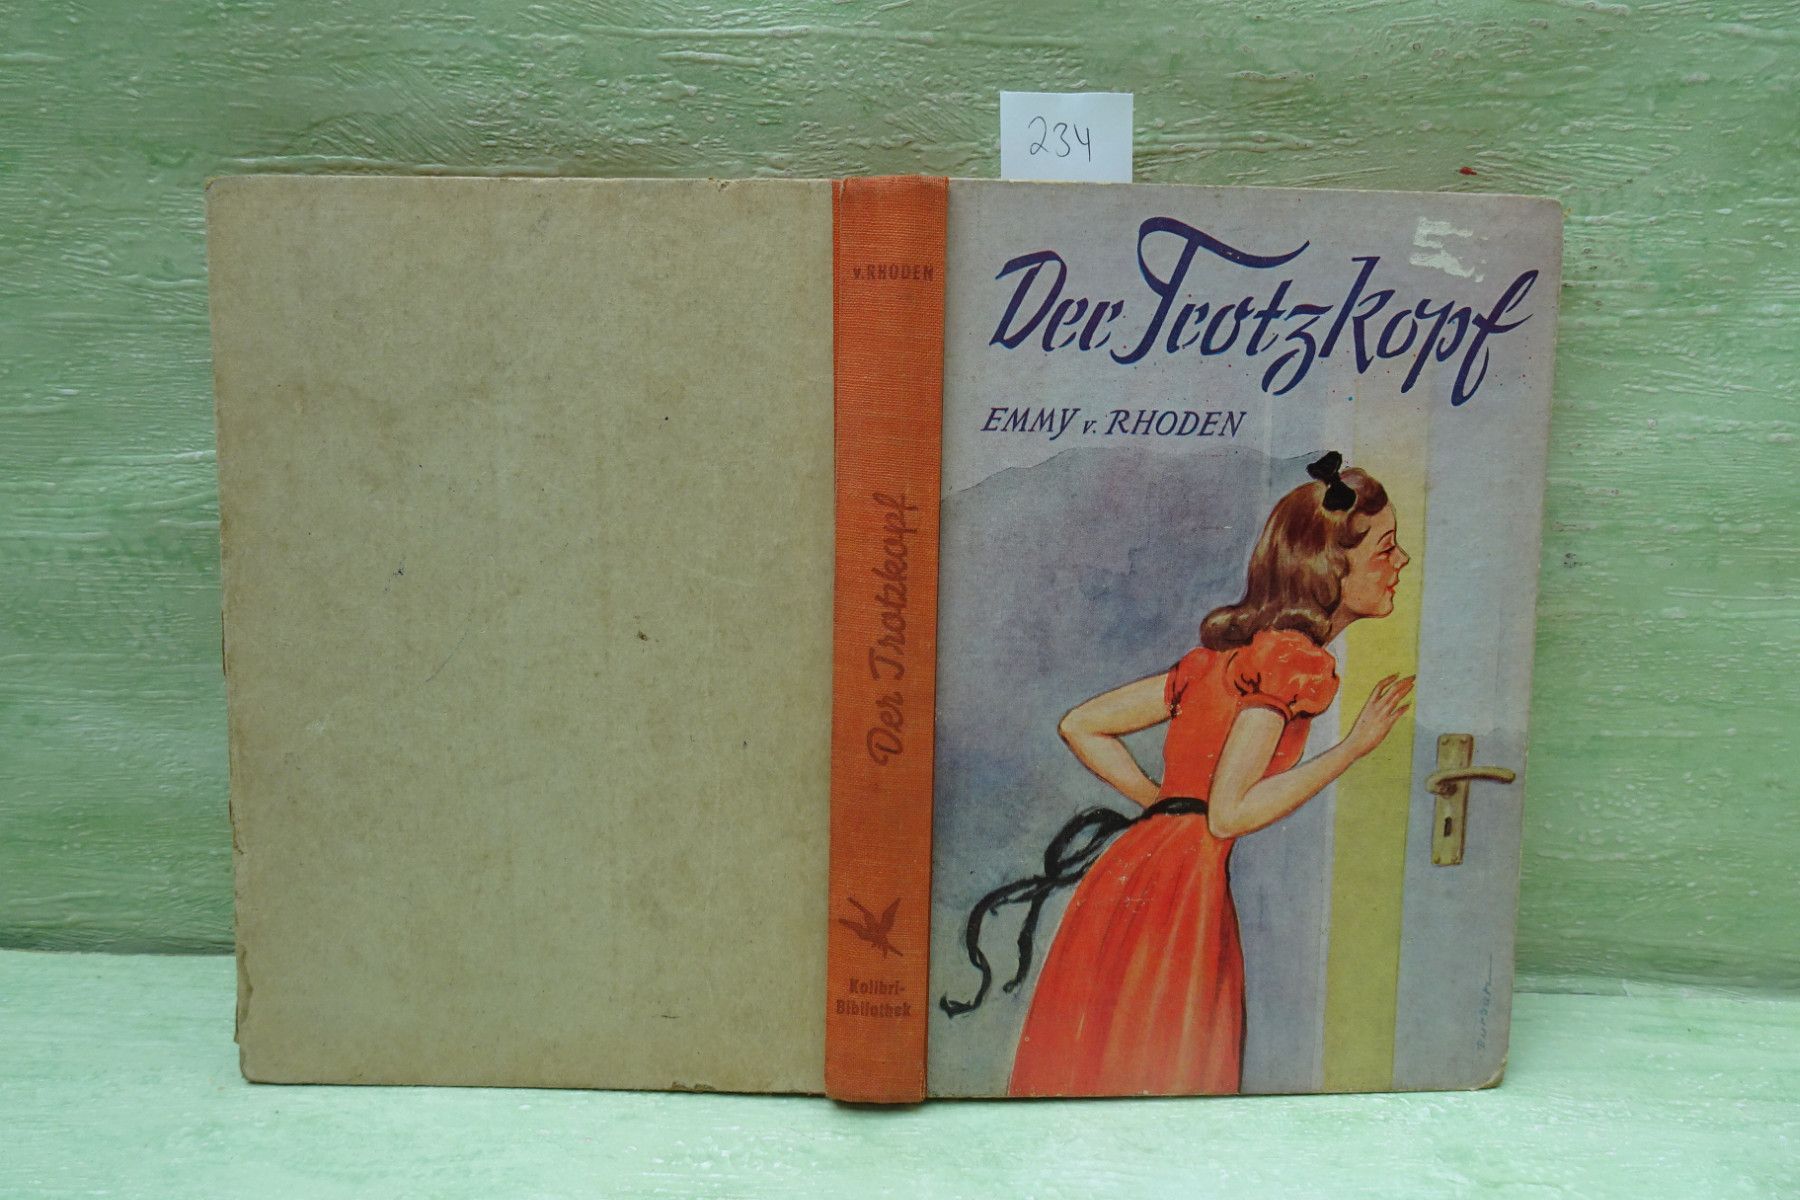 234
v. RHODEN
Der Trotzkopf
Kolibri-
Bibliothek
Der Trotzkopf
EMMY v. RHODEN